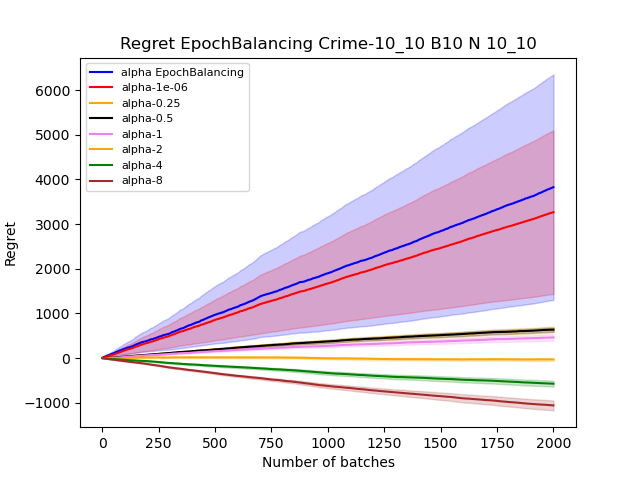 Regret EpochBalancing Crime-10_10 B10 N 10_10
alpha EpochBalancing
alpha-1e-06
alpha-0.25
alpha-0.5
alpha-1
alpha-2
alpha-4
alpha-8
Regret
6000
5000
4000
3000
2000
1000
0
−1000
0 250 500 750 1000 1250 1500 1750 2000
Number of batches